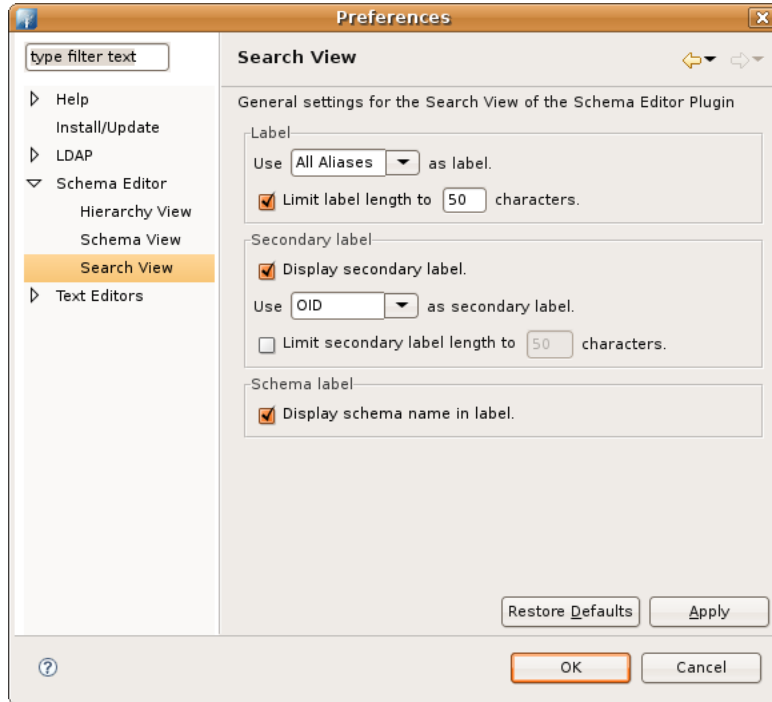 Preferences
type filter text
Help
Install/Update
LDAP
Schema Editor
Hierarchy View
Schema View
Search View
Text Editors
Search View
General settings for the Search View of the Schema Editor Plugin
Label
Use All Aliases as label.
Limit label length to 50 characters.
Secondary label
Display secondary label.
Use OID as secondary label.
Limit secondary label length to 50 characters.
Schema label
Display schema name in label.
Restore Defaults Apply
? OK Cancel